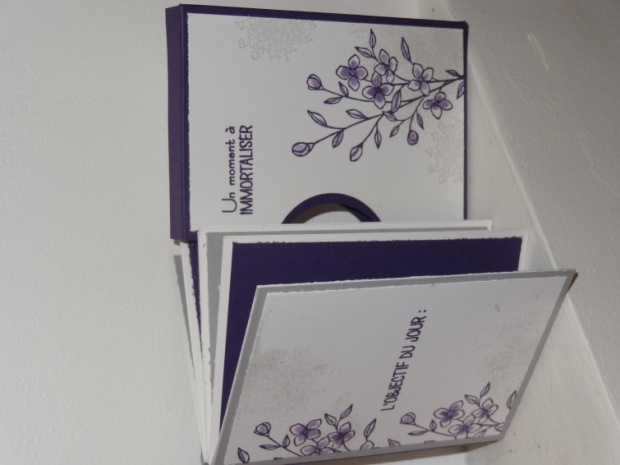 Un moment à
IMMORTALISER
L'OBJECTIF DU JOUR :